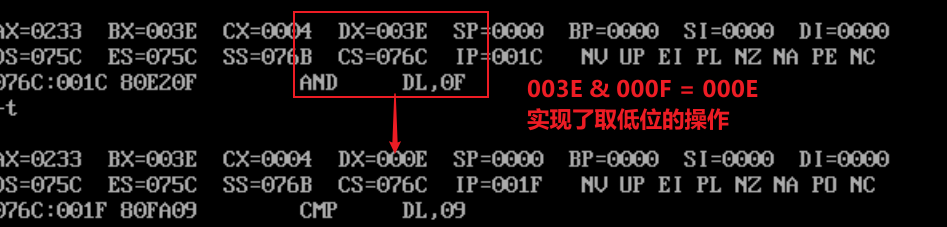 AX=0233 BX=003E CX=0004 DX=003E SP=0000 BP=0000 SI=0000 DI=0000
DS=075C ES=075C SS=076B CS=076C IP=001C NV UP EI PL NZ NA PE NC
076C:001C 80E20F AND DL,0F
-t
003E & 000F = 000E
实现了取低位的操作
AX=0233 BX=003E CX=0004 DX=000E SP=0000 BP=0000 SI=0000 DI=0000
DS=075C ES=075C SS=076B CS=076C IP=001F NV UP EI PL NZ NA PO NC
076C:001F 80FA09 CMP DL,09